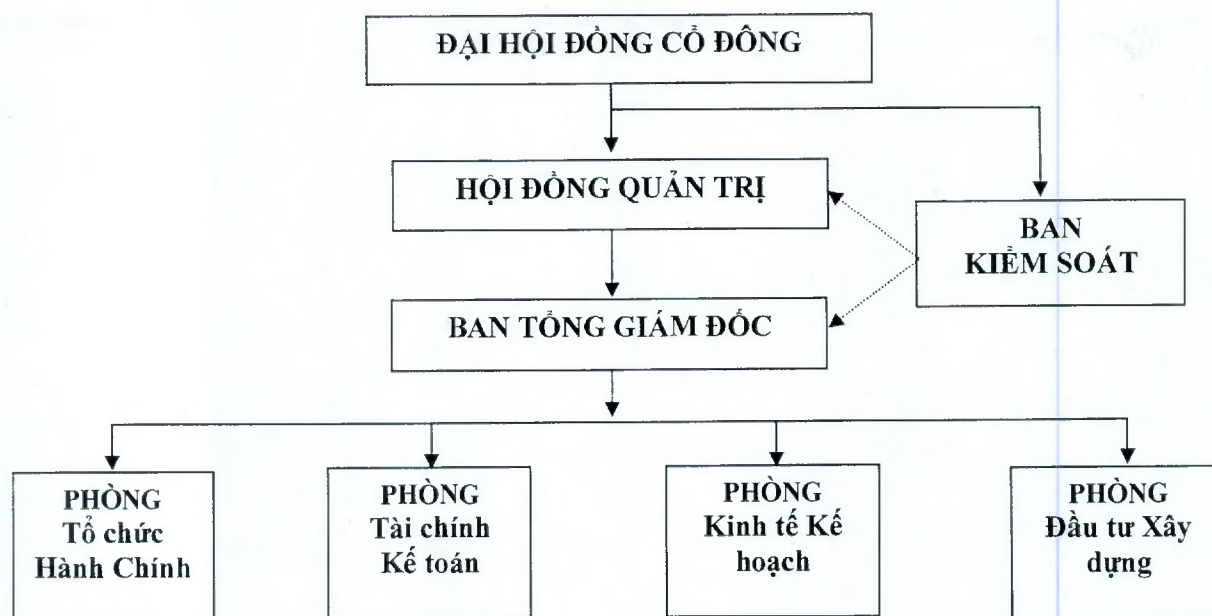 ĐẠI HỘI ĐỒNG CỔ ĐÔNG
HỘI ĐỒNG QUẢN TRỊ
BAN
KIỂM SOÁT
BAN TỔNG GIÁM ĐỐC
PHÒNG
Tổ chức
Hành Chính
PHÒNG
Tài chính
Kế toán
PHÒNG
Kinh tế Kế
hoạch
PHÒNG
Đầu tư Xây
dựng